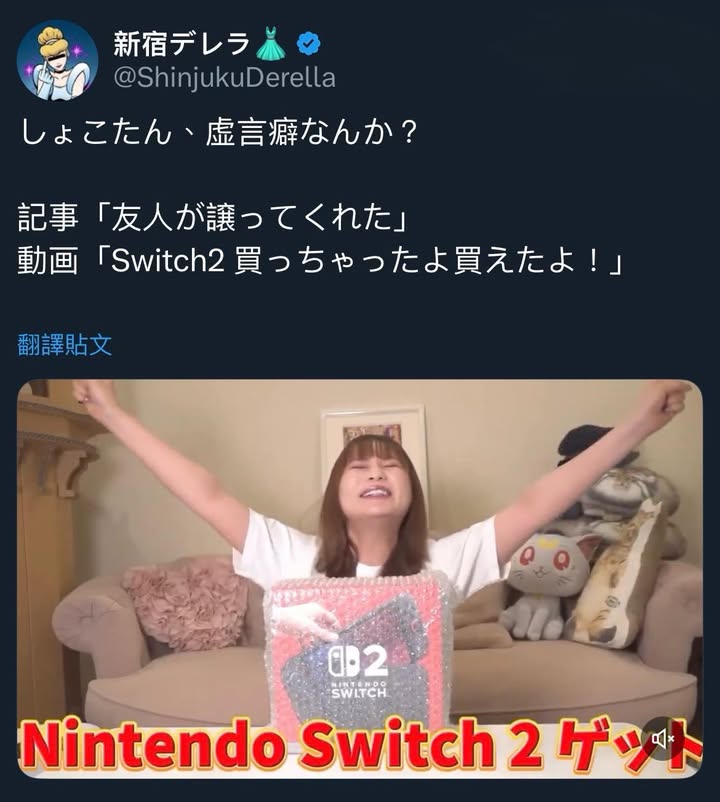 新宿デレラ
@ShinjukuDerella
しょこたん、虚言癖なんか？
記事「友人が譲ってくれた」
動画「Switch2 買っちゃったよ買えたよ！」
翻譯貼文
2
NINTENDO
SWITCH
Nintendo Switch 2 ゲット